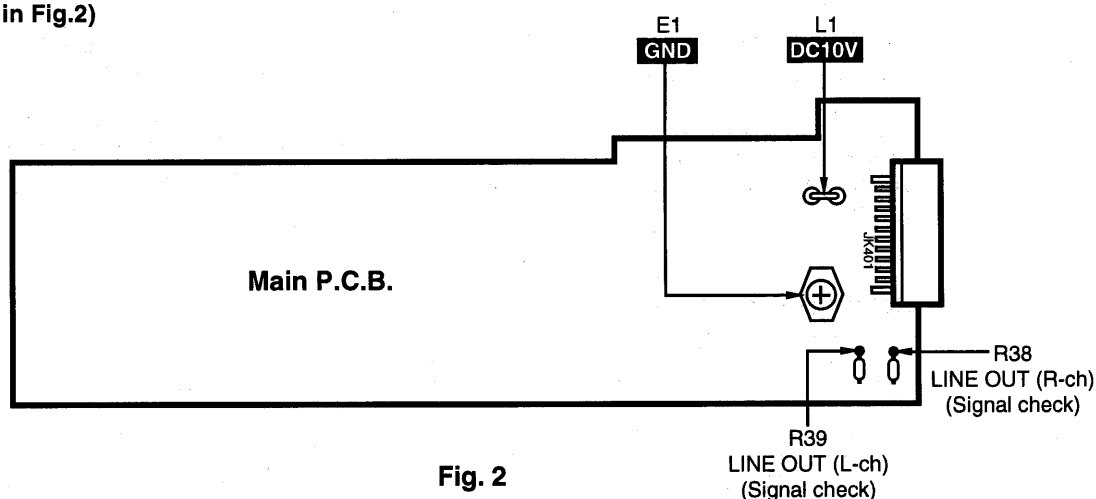 in Fig.2)
E1
GND
L1
DC10V
JK401
Main P.C.B.
R38
LINE OUT (R-ch)
(Signal check)
R39
LINE OUT (L-ch)
(Signal check)
Fig. 2